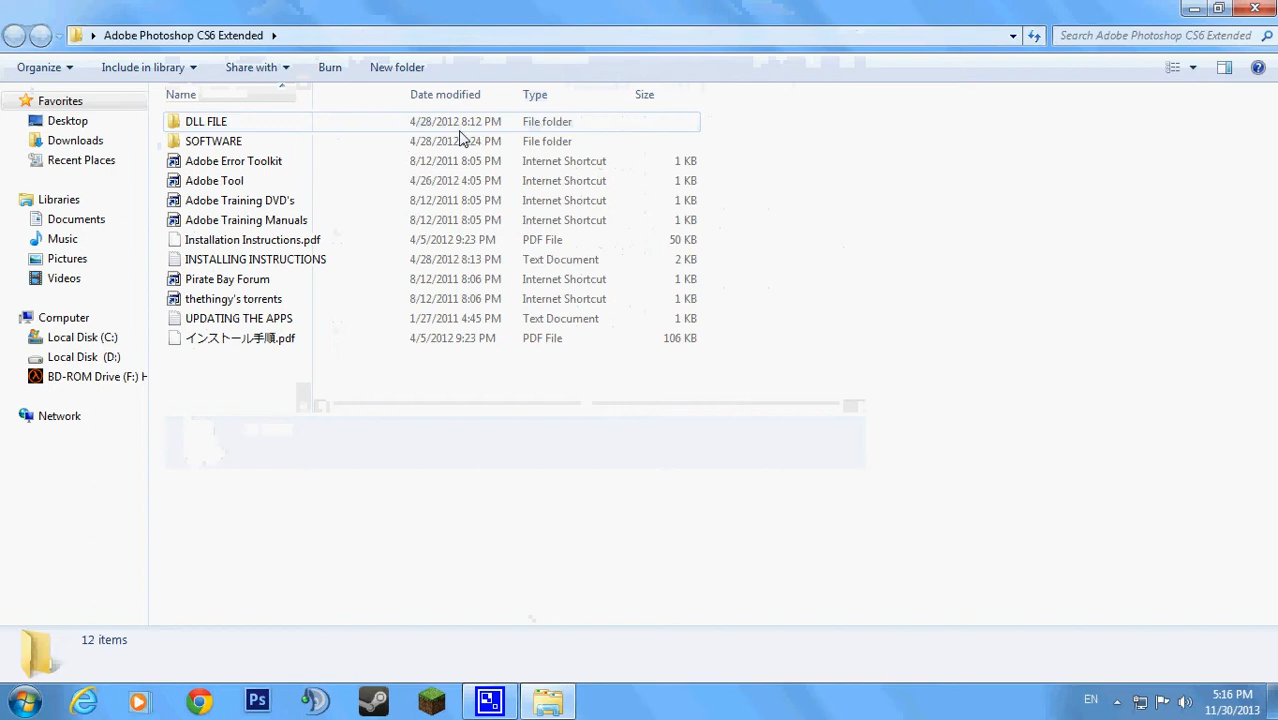 Adobe Photoshop CS6 Extended
Search Adobe Photoshop CS6 Extended
Organize Include in library Share with Burn New folder
Name Date modified Type Size
Favorites
Desktop
Downloads
Recent Places
Libraries
Documents
Music
Pictures
Videos
Computer
Local Disk (C:)
Local Disk (D:)
BD-ROM Drive (F:) H
Network
DLL FILE 4/28/2012 8:12 PM File folder
SOFTWARE 4/28/2012 :24 PM File folder
Adobe Error Toolkit 8/12/2011 8:05 PM Internet Shortcut 1 KB
Adobe Tool 4/26/2012 4:05 PM Internet Shortcut 1 KB
Adobe Training DVD's 8/12/2011 8:05 PM Internet Shortcut 1 KB
Adobe Training Manuals 8/12/2011 8:05 PM Internet Shortcut 1 KB
Installation Instructions.pdf 4/5/2012 9:23 PM PDF File 50 KB
INSTALLING INSTRUCTIONS 4/28/2012 8:13 PM Text Document 2 KB
Pirate Bay Forum 8/12/2011 8:06 PM Internet Shortcut 1 KB
thethingy's torrents 8/12/2011 8:06 PM Internet Shortcut 1 KB
UPDATING THE APPS 1/27/2011 4:45 PM Text Document 1 KB
インストール手順.pdf 4/5/2012 9:23 PM PDF File 106 KB
12 items
Ps
EN
5:16 PM
11/30/2013